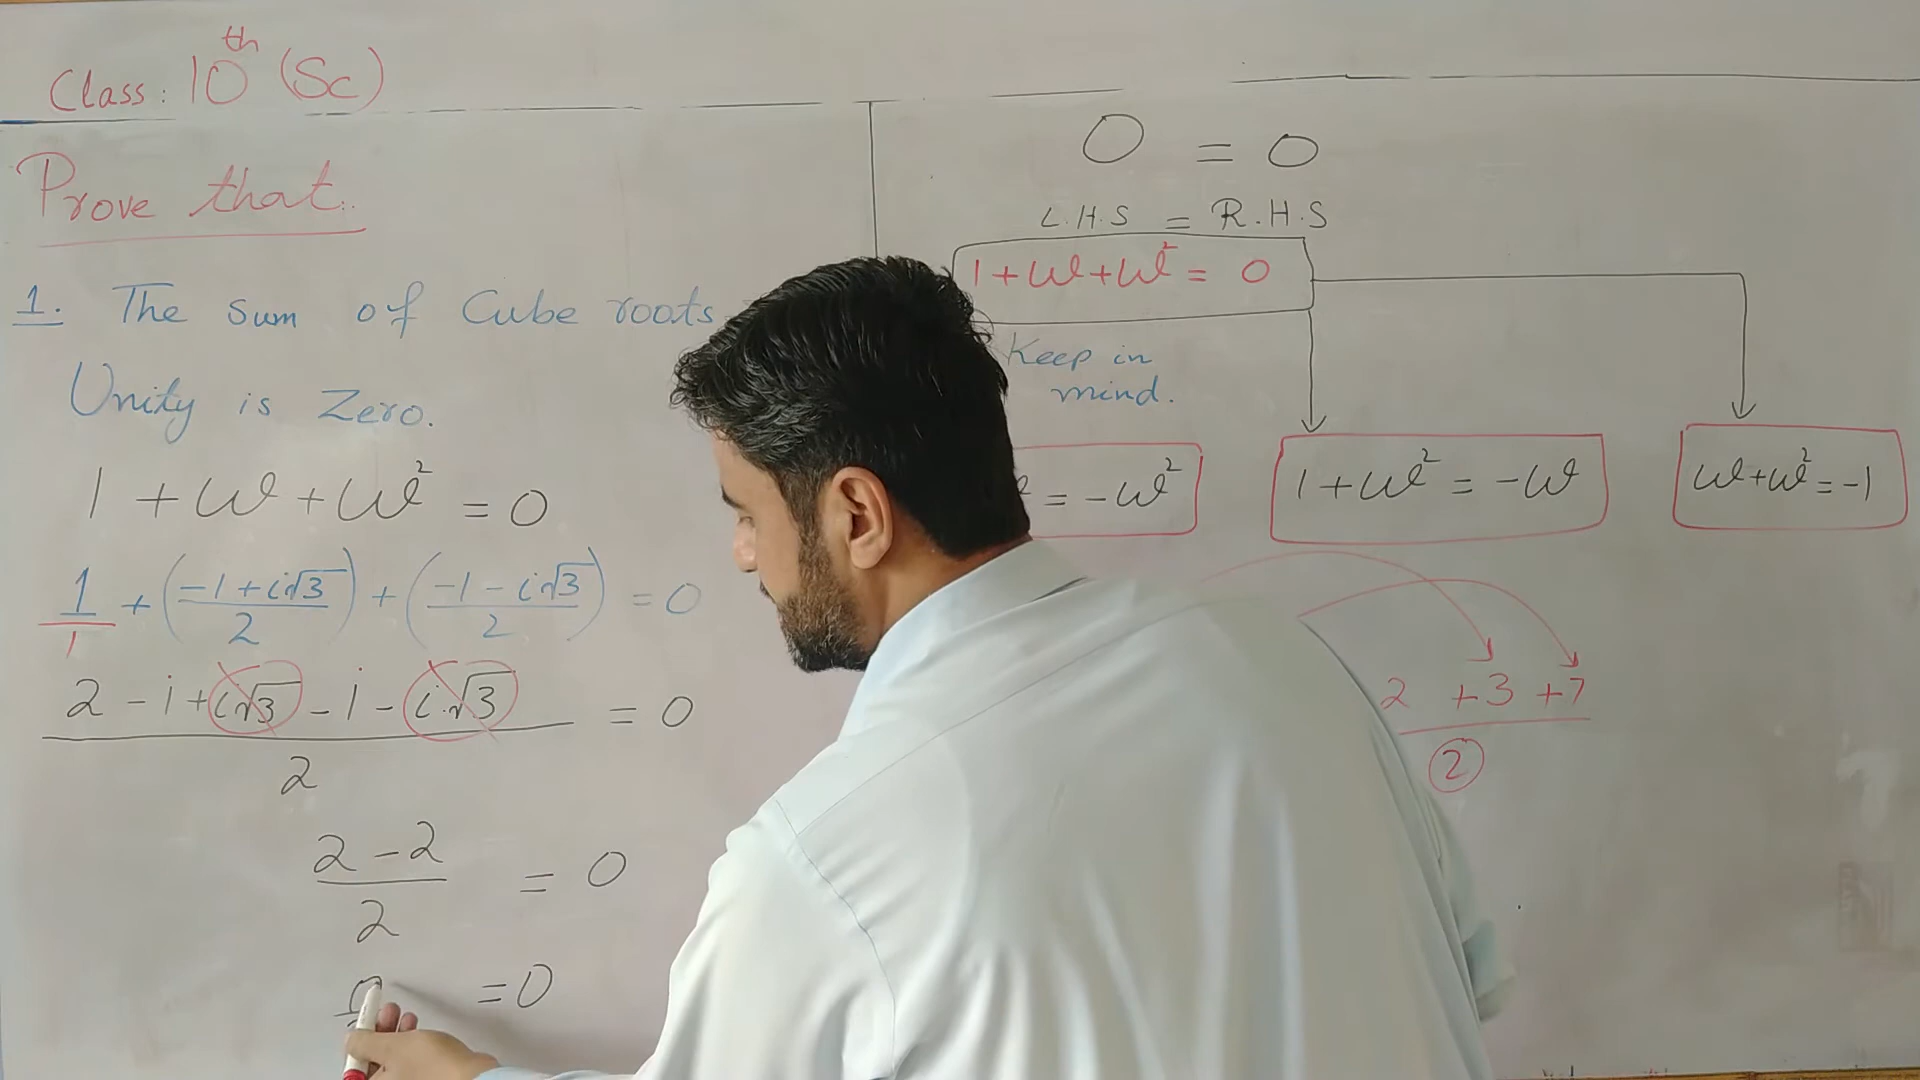 Class: 10th (Sc)
Prove that..
1. The Sum of Cube roots
Unity is Zero.
1 + ω + ω² = 0
1/1 + (-1+i√3/2) + (-1-i√3/2) = 0
2 - 1 + i√3 - 1 - i√3 / 2 = 0
2 - 2 / 2 = 0
= 0
0 = 0
L.H.S = R.H.S
1 + ω + ω² = 0
Keep in
mind.
= -ω²
1 + ω² = -ω
ω + ω² = -1
2 + 3 + 7
2